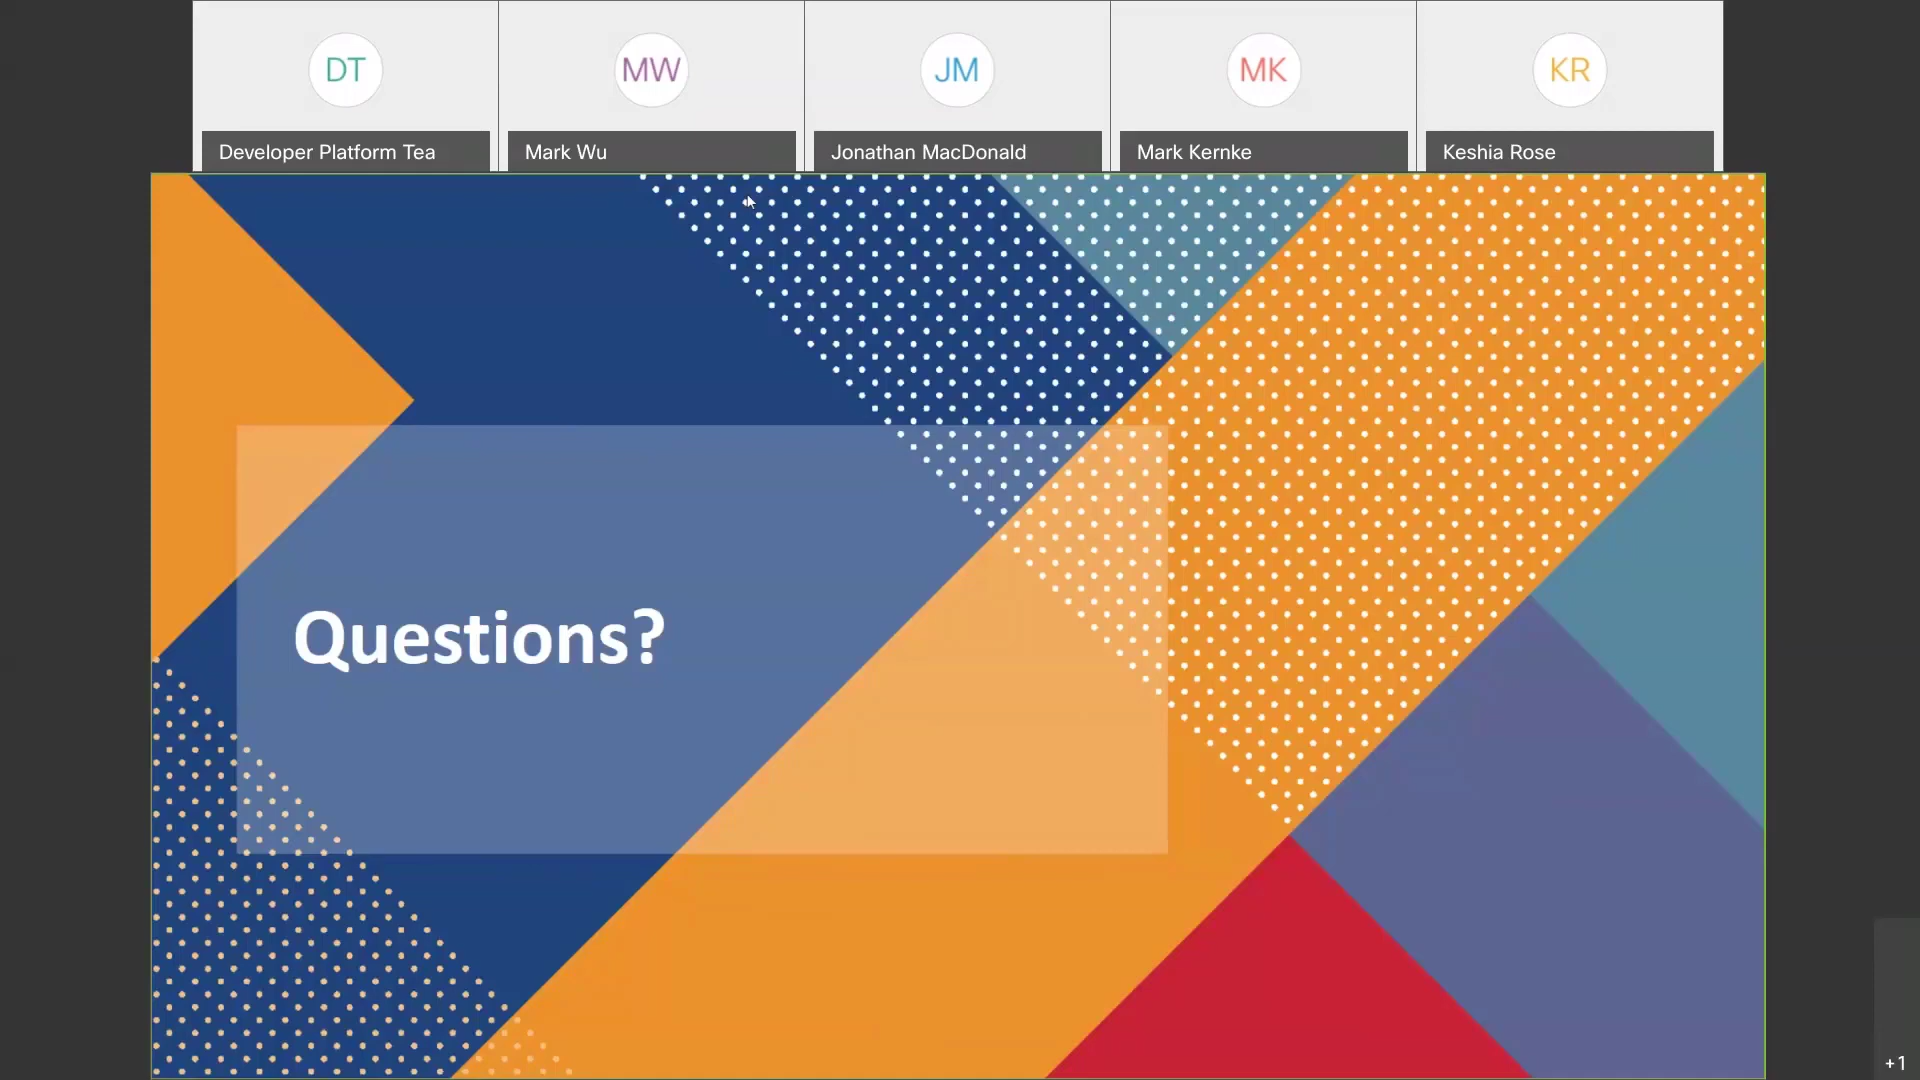 DT
MW
JM
MK
KR
Developer Platform Tea
Mark Wu
Jonathan MacDonald
Mark Kernke
Keshia Rose
Questions?
+1